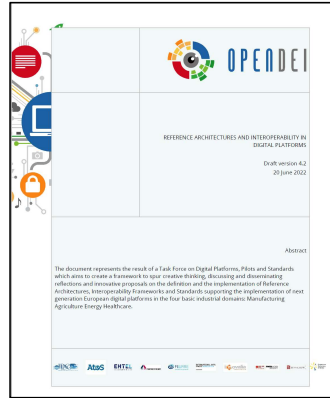 OPENDEI
REFERENCE ARCHITECTURES AND INTEROPERABILITY IN
DIGITAL PLATFORMS
Draft version 4.2
20 June 2022
Abstract
The document represents the result of a Task Force on Digital Platforms, Pilots and Standards
which aims to create a framework to spur creative thinking, discussing and disseminating
reflections and innovative proposals on the definition and the implementation of Reference
Architectures, Interoperability Frameworks and Standards supporting the implementation of next
generation European digital platforms in the four basic industrial domains: Manufacturing
Agriculture Energy Healthcare.
Atos EHTEL